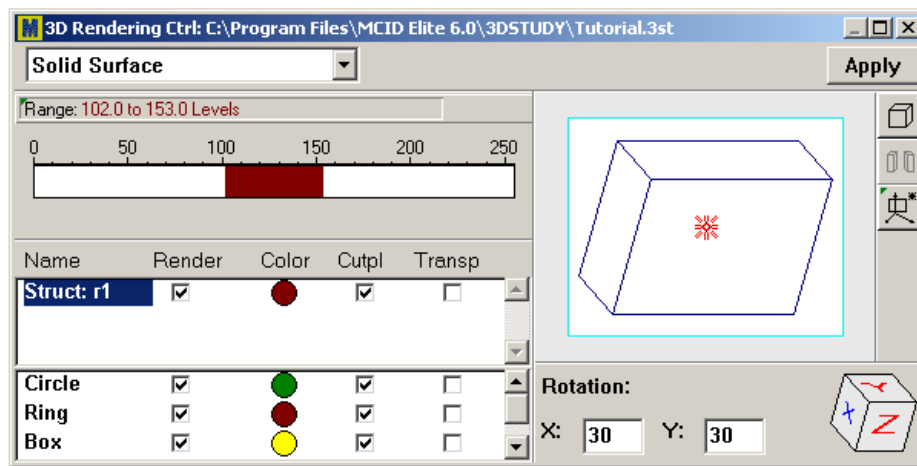 3D Rendering Ctrl: C:\Program Files\MCID Elite 6.0\3DSTUDY\Tutorial.3st
Solid Surface
Apply
Range: 102.0 to 153.0 Levels
0 50 100 150 200 250
Name Render Color Cutpl Transp
Struct: r1
Circle
Ring
Box
Rotation:
X: 30 Y: 30
Y
X
Z